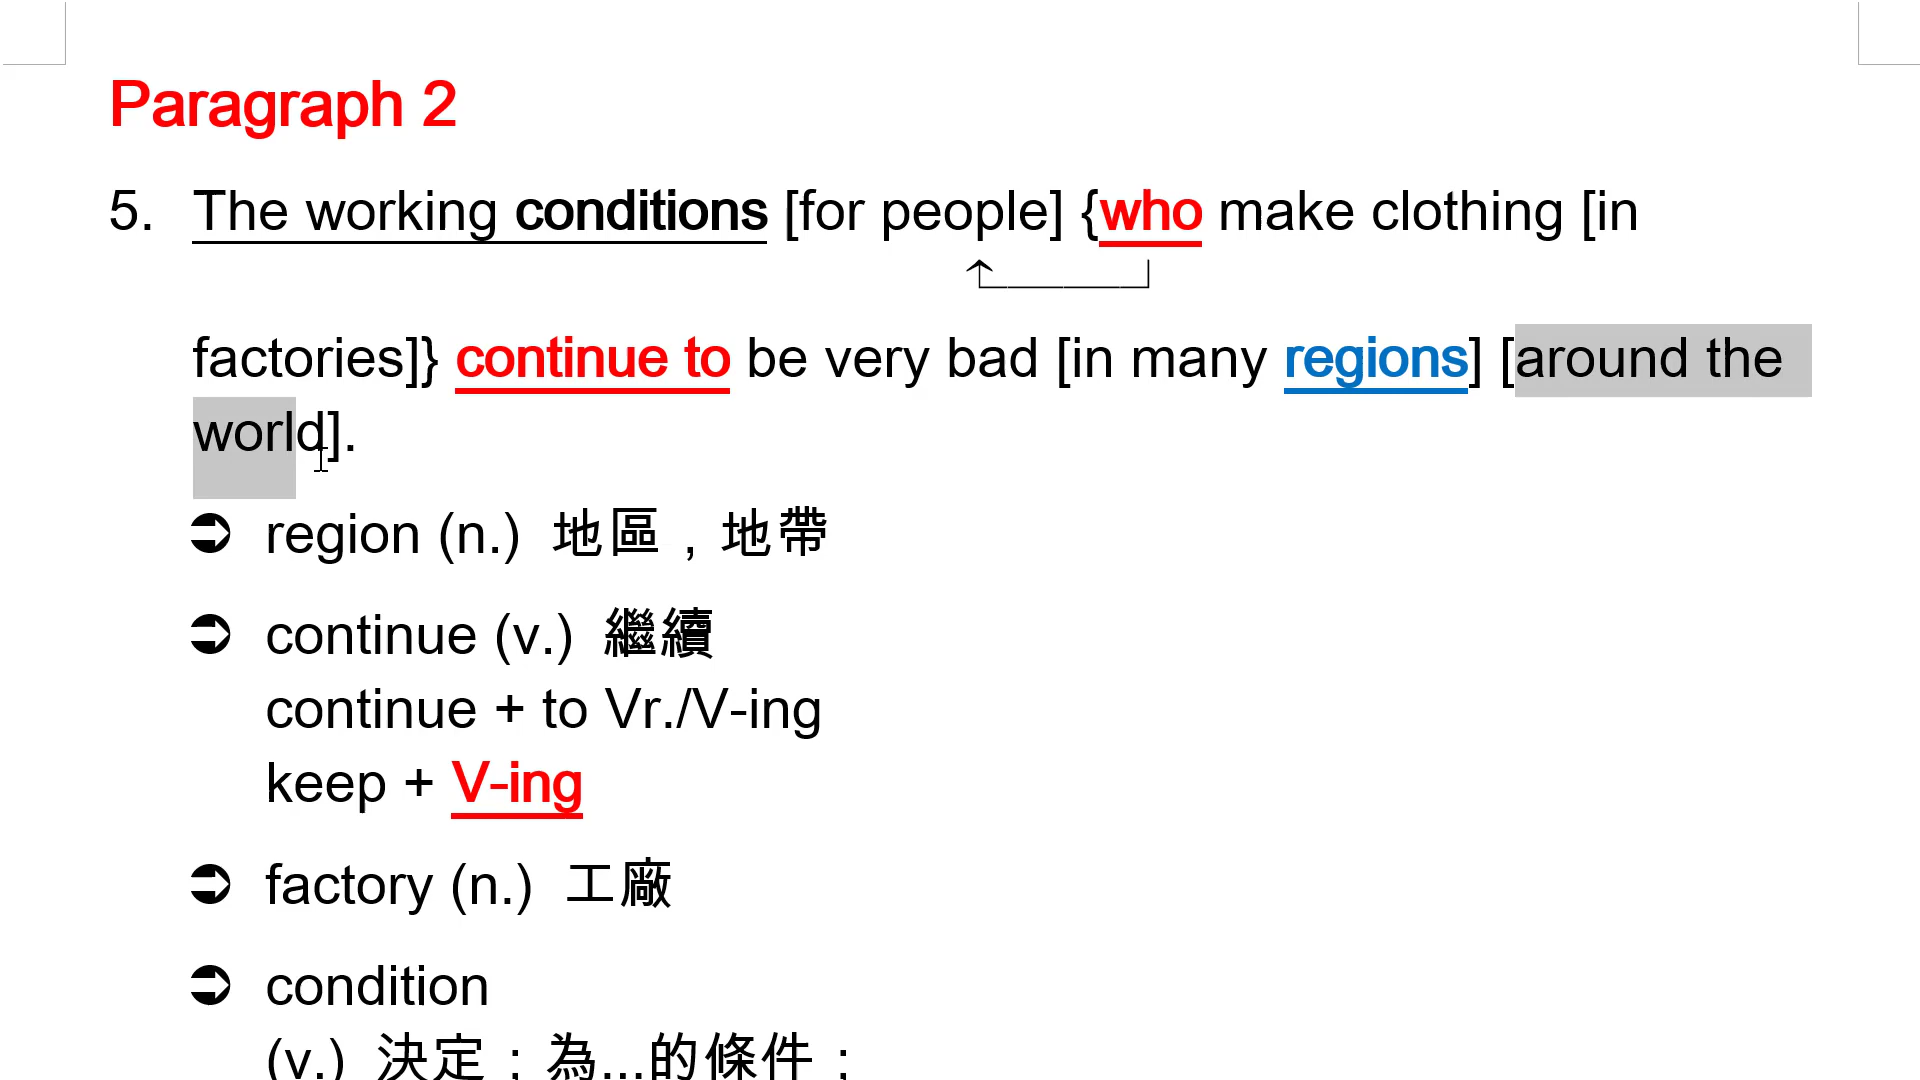 Paragraph 2
5. The working conditions [for people] {who make clothing [in
factories]} continue to be very bad [in many regions] [around the
world].
➲ region (n.) 地區，地帶
➲ continue (v.) 繼續
continue + to Vr./V-ing
keep + V-ing
➲ factory (n.) 工廠
➲ condition
(v.) 決定；為...的條件；